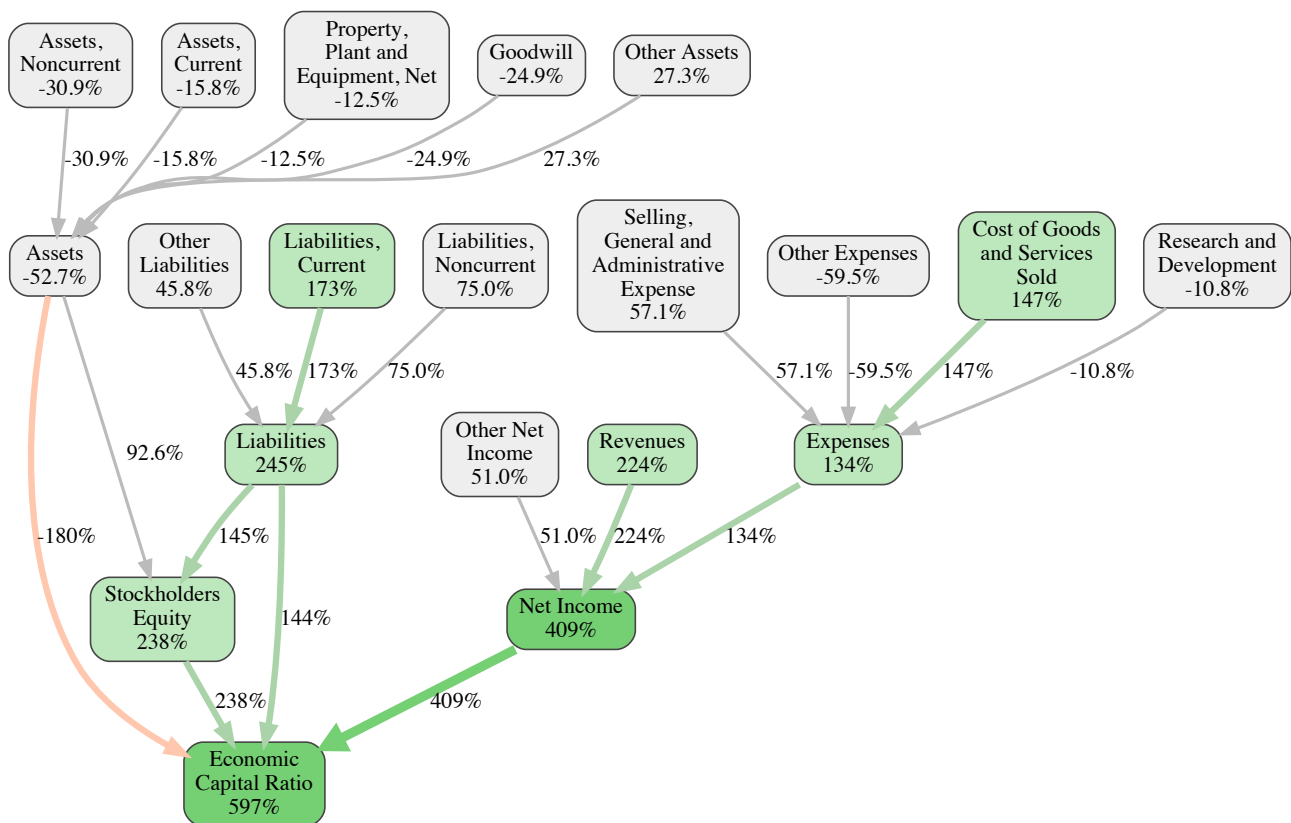 Assets,
Noncurrent
-30.9%
Assets,
Current
-15.8%
Property,
Plant and
Equipment, Net
-12.5%
Goodwill
-24.9%
Other Assets
27.3%
-30.9%
-15.8%
-12.5%
-24.9%
27.3%
Assets
-52.7%
Other
Liabilities
45.8%
Liabilities,
Current
173%
Liabilities,
Noncurrent
75.0%
Selling,
General and
Administrative
Expense
57.1%
Other Expenses
-59.5%
Cost of Goods
and Services
Sold
147%
Research and
Development
-10.8%
45.8%
173%
75.0%
57.1%
-59.5%
147%
-10.8%
92.6%
Liabilities
245%
Other Net
Income
51.0%
Revenues
224%
Expenses
134%
-180%
145%
51.0%
224%
134%
Stockholders
Equity
238%
144%
Net Income
409%
238%
409%
Economic
Capital Ratio
597%